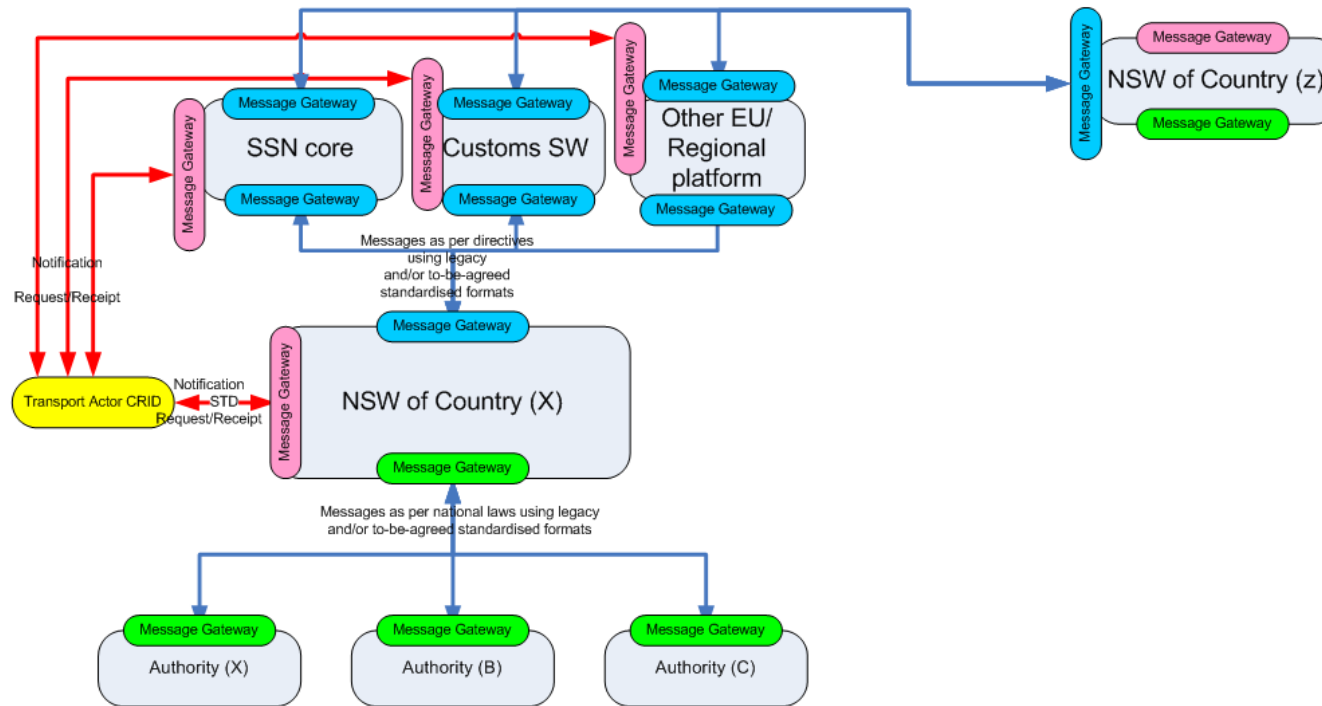 Message Gateway
Message Gateway
NSW of Country (z)
Message Gateway
Message Gateway
Message Gateway
SSN core
Message Gateway
Message Gateway
Message Gateway
Customs SW
Message Gateway
Message Gateway
Message Gateway
Other EU/
Regional
platform
Message Gateway
Messages as per directives
using legacy
and/or to-be-agreed
standardised formats
Notification
Request/Receipt
Message Gateway
Message Gateway
NSW of Country (X)
Message Gateway
Transport Actor CRID
Notification
STD
Request/Receipt
Messages as per national laws using legacy
and/or to-be-agreed standardised formats
Message Gateway
Authority (X)
Message Gateway
Authority (B)
Message Gateway
Authority (C)